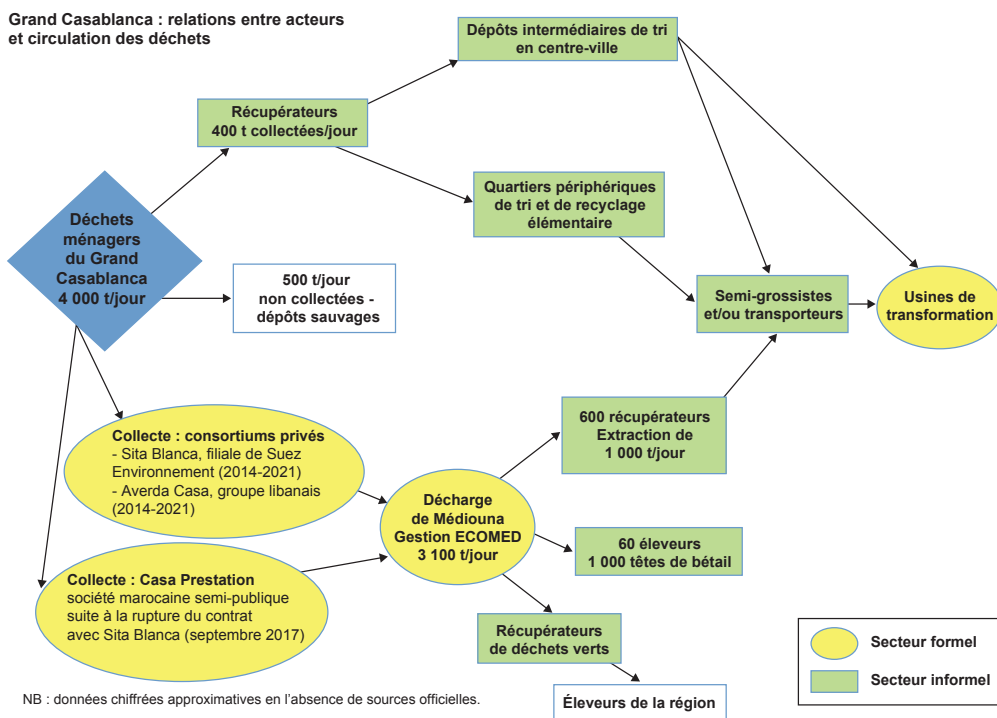 Grand Casablanca : relations entre acteurs
et circulation des déchets
Dépôts intermédiaires de tri
en centre-ville
Récupérateurs
400 t collectées/jour
Quartiers périphériques
de tri et de recyclage
élémentaire
Déchets
ménagers
du Grand
Casablanca
4 000 t/jour
500 t/jour
non collectées -
dépôts sauvages
Semi-grossistes
et/ou transporteurs
Usines de
transformation
Collecte : consortiums privés
- Sita Blanca, filiale de Suez
Environnement (2014-2021)
- Averda Casa, groupe libanais
(2014-2021)
600 récupérateurs
Extraction de
1 000 t/jour
Décharge
de Médiouna
Gestion ECOMED
3 100 t/jour
60 éleveurs
1 000 têtes de bétail
Collecte : Casa Prestation
société marocaine semi-publique
suite à la rupture du contrat
avec Sita Blanca (septembre 2017)
Récupérateurs
de déchets verts
Éleveurs de la région
Secteur formel
Secteur informel
NB : données chiffrées approximatives en l'absence de sources officielles.